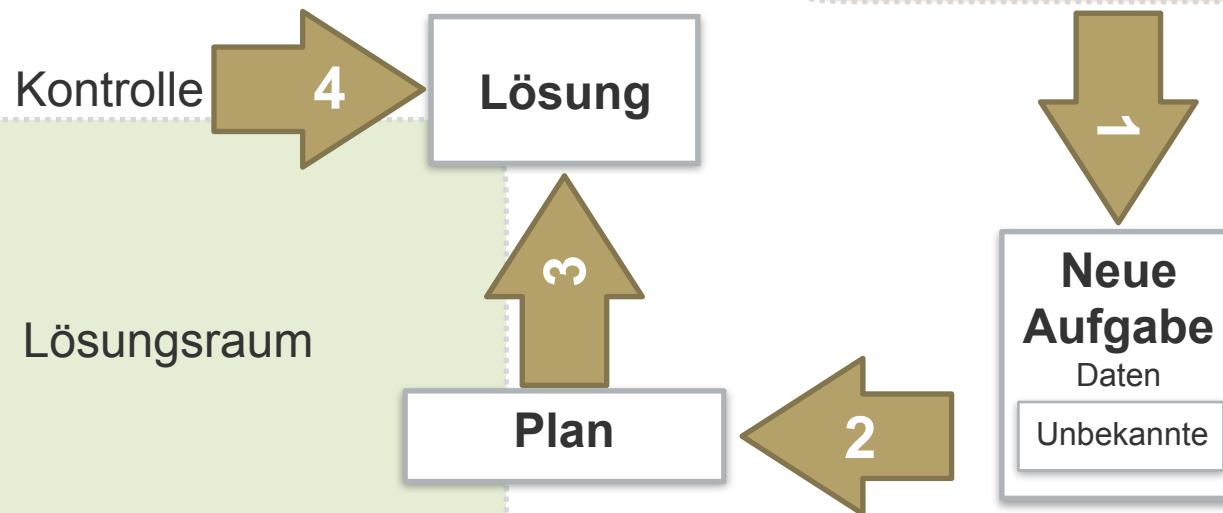 Kontrolle
4
Lösung
1
3
Neue
Aufgabe
Daten
Unbekannte
Lösungsraum
Plan
2